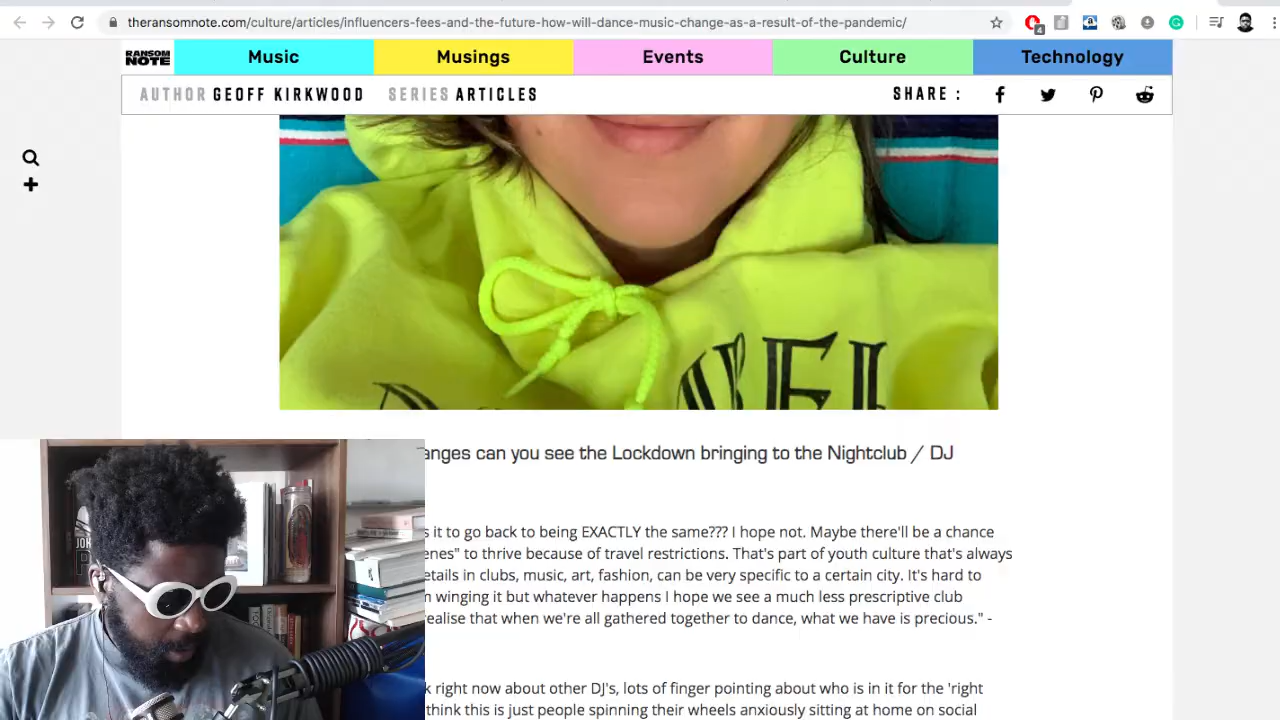 theransomnote.com/culture/articles/influencers-fees-and-the-future-how-will-dance-music-change-as-a-result-of-the-pandemic/
4
RANSOM NOTE
Music
Musings
Events
Culture
Technology
AUTHOR GEOFF KIRKWOOD SERIES ARTICLES
SHARE :
anges can you see the Lockdown bringing to the Nightclub / DJ
s it to go back to being EXACTLY the same??? I hope not. Maybe there'll be a chance
enes" to thrive because of travel restrictions. That's part of youth culture that's always
etails in clubs, music, art, fashion, can be very specific to a certain city. It's hard to
m winging it but whatever happens I hope we see a much less prescriptive club
realise that when we're all gathered together to dance, what we have is precious." -
k right now about other DJ's, lots of finger pointing about who is in it for the 'right
think this is just people spinning their wheels anxiously sitting at home on social